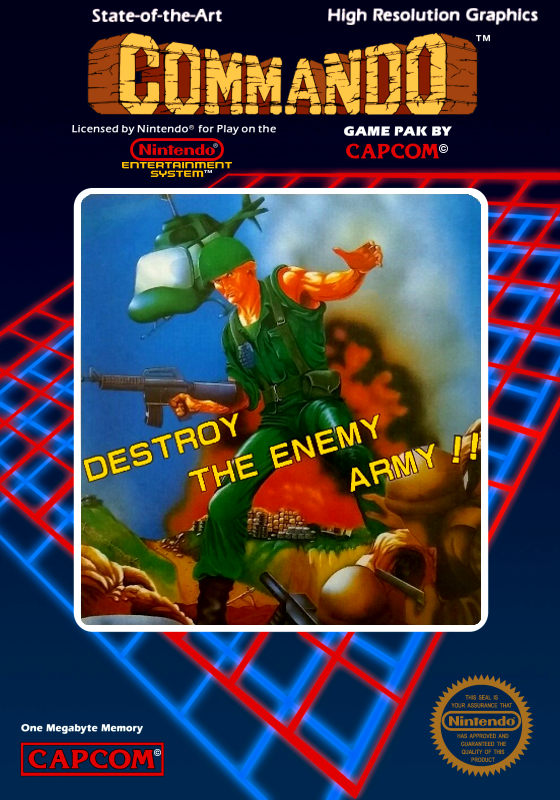 State-of-the-Art
High Resolution Graphics
COMMANDO™
Licensed by Nintendo® for Play on the
Nintendo®
ENTERTAINMENT
SYSTEM™
GAME PAK BY
CAPCOM©
DESTROY
THE ENEMY
ARMY !!
One Megabyte Memory
CAPCOM©
THIS SEAL IS
YOUR ASSURANCE THAT
Nintendo
HAS APPROVED AND
GUARANTEED THE
QUALITY OF THIS
PRODUCT